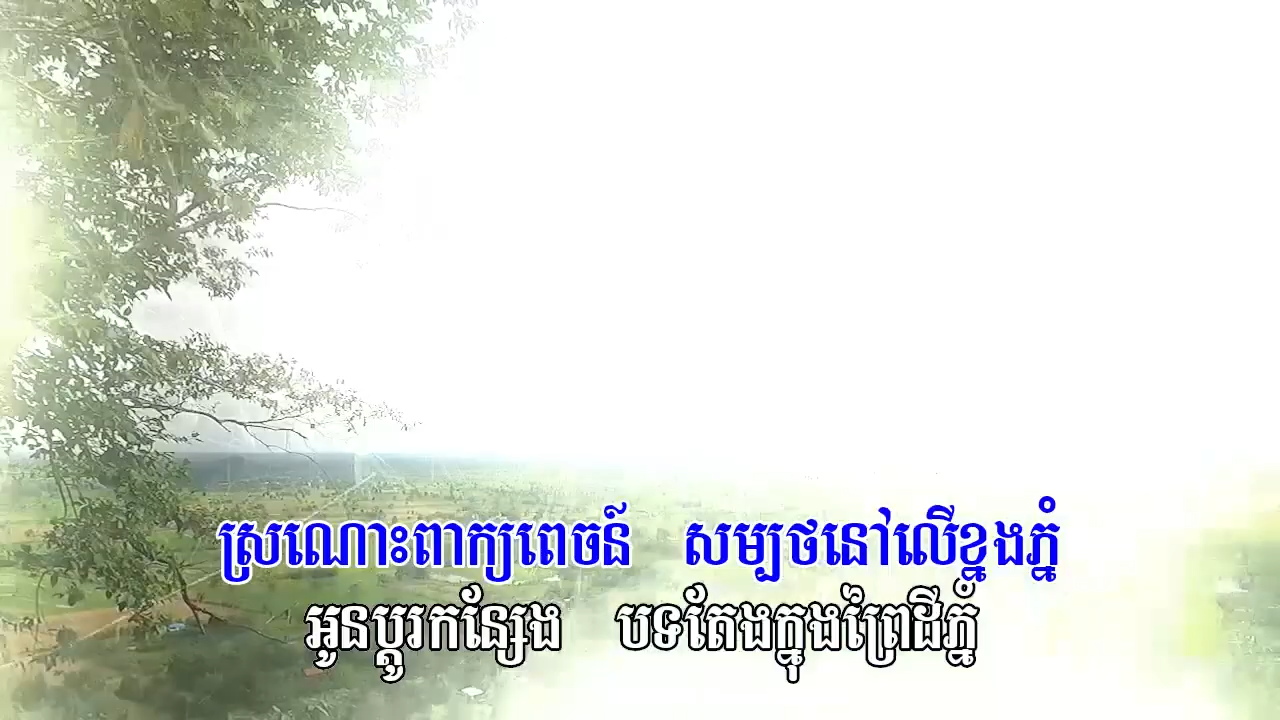 ស្រណោះពាក្យពេចន៍ សម្បថនៅលើខ្នងភ្នំ
អូនប្ដូរកន្សែង បទតែងក្នុងព្រៃដីភ្នំ